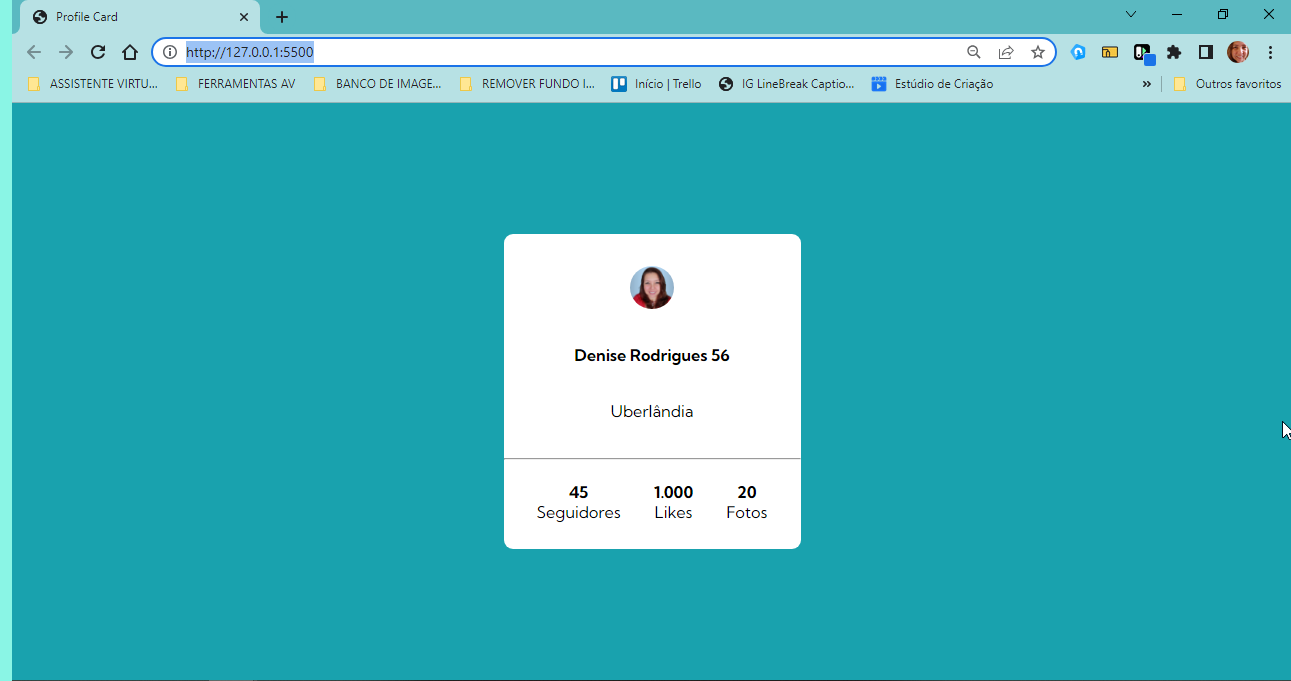 Profile Card
http://127.0.0.1:5500
ASSISTENTE VIRTU... FERRAMENTAS AV BANCO DE IMAGE... REMOVER FUNDO I... Início | Trello IG LineBreak Captio... Estúdio de Criação » Outros favoritos
Denise Rodrigues 56
Uberlândia
45 1.000 20
Seguidores Likes Fotos